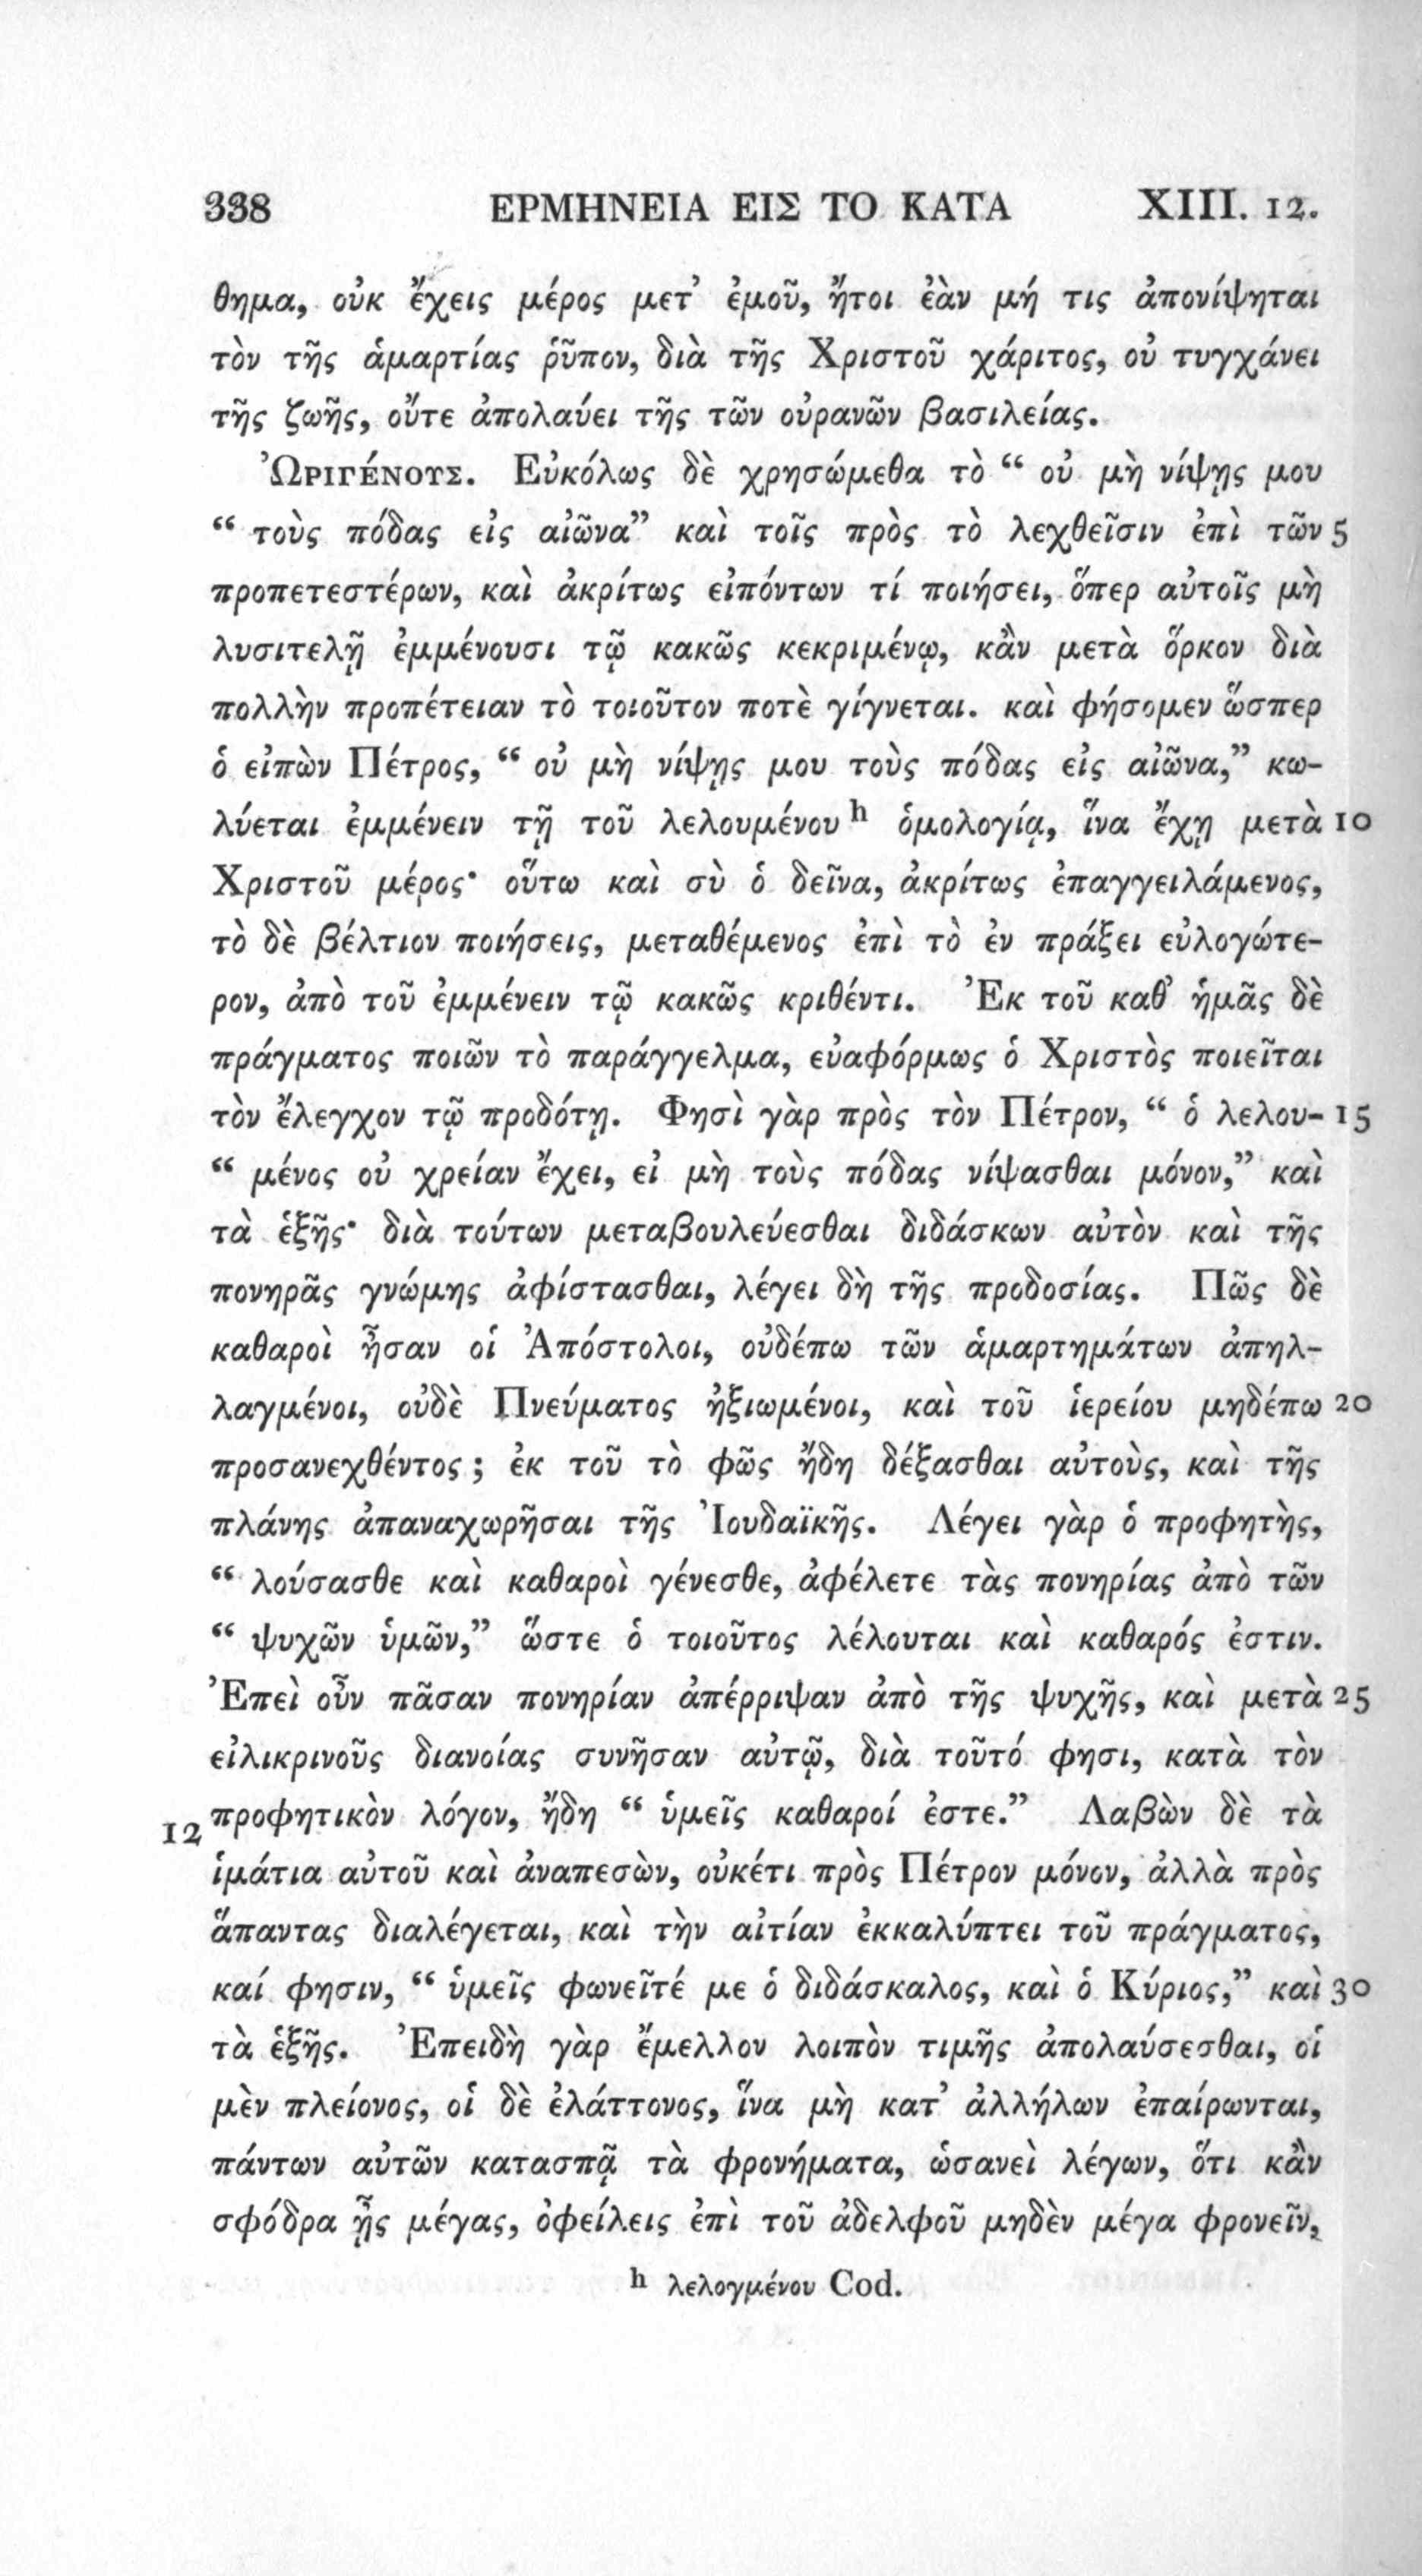 338 ΕΡΜΗΝΕΙΑ ΕΙΣ ΤΟ ΚΑΤΑ XIII. 12.
θημα, οὐκ ἔχεις μέρος μετ’ ἐμοῦ, ἤτοι ἐὰν μή τις ἀπονίψηται
τὸν τῆς ἁμαρτίας ῥῦπον, διὰ τῆς Χριστοῦ χάριτος, οὐ τυγχάνει
τῆς ζωῆς, οὔτε ἀπολαύει τῆς τῶν οὐρανῶν βασιλείας.
ὨΡΙΓΈΝΟΥΣ. Εὐκόλως δὲ χρησώμεθα τὸ “ οὐ μὴ νίψῃς μου
“ τοὺς πόδας εἰς αἰῶνα” καὶ τοῖς πρὸς τὸ λεχθεῖσιν ἐπὶ τῶν 5
προπετεστέρων, καὶ ἀκρίτως εἰπόντων τί ποιήσει, ὅπερ αὐτοῖς μὴ
λυσιτελῇ ἐμμένουσι τῷ κακῶς κεκριμένῳ, κἂν μετὰ ὅρκον διὰ
πολλὴν προπέτειαν τὸ τοιοῦτον ποτὲ γίγνεται. καὶ φήσομεν ὥσπερ
ὁ εἰπὼν Πέτρος, “ οὐ μὴ νίψῃς μου τοὺς πόδας εἰς αἰῶνα,” κω-
λύεται ἐμμένειν τῇ τοῦ λελουμένου h ὁμολογίᾳ, ἵνα ἔχῃ μετὰ 10
Χριστοῦ μέρος· οὕτω καὶ σὺ ὁ δεῖνα, ἀκρίτως ἐπαγγειλάμενος,
τὸ δὲ βέλτιον ποιήσεις, μεταθέμενος ἐπὶ τὸ ἐν πράξει εὐλογώτε-
ρον, ἀπὸ τοῦ ἐμμένειν τῷ κακῶς κριθέντι. Ἐκ τοῦ καθ’ ἡμᾶς δὲ
πράγματος ποιῶν τὸ παράγγελμα, εὐαφόρμως ὁ Χριστὸς ποιεῖται
τὸν ἔλεγχον τῷ προδότῃ. Φησὶ γὰρ πρὸς τὸν Πέτρον, “ ὁ λελου- 15
“ μένος οὐ χρείαν ἔχει, εἰ μὴ τοὺς πόδας νίψασθαι μόνον,” καὶ
τὰ ἑξῆς· διὰ τούτων μεταβουλεύεσθαι διδάσκων αὐτὸν καὶ τῆς
πονηρᾶς γνώμης ἀφίστασθαι, λέγει δὴ τῆς προδοσίας. Πῶς δὲ
καθαροὶ ἦσαν οἱ Ἀπόστολοι, οὐδέπω τῶν ἁμαρτημάτων ἀπηλ-
λαγμένοι, οὐδὲ Πνεύματος ἠξιωμένοι, καὶ τοῦ ἱερείου μηδέπω 20
προσανεχθέντος ; ἐκ τοῦ τὸ φῶς ἤδη δέξασθαι αὐτοὺς, καὶ τῆς
πλάνης ἀπαναχωρῆσαι τῆς Ἰουδαϊκῆς. Λέγει γὰρ ὁ προφητὴς,
“ λούσασθε καὶ καθαροὶ γένεσθε, ἀφέλετε τὰς πονηρίας ἀπὸ τῶν
“ ψυχῶν ὑμῶν,” ὥστε ὁ τοιοῦτος λέλουται καὶ καθαρός ἐστιν.
Ἐπεὶ οὖν πᾶσαν πονηρίαν ἀπέρριψαν ἀπὸ τῆς ψυχῆς, καὶ μετὰ 25
εἰλικρινοῦς διανοίας συνῆσαν αὐτῷ, διὰ τοῦτό φησι, κατὰ τὸν
12 προφητικὸν λόγον, ἤδη “ ὑμεῖς καθαροί ἐστε.” Λαβὼν δὲ τὰ
ἱμάτια αὐτοῦ καὶ ἀναπεσὼν, οὐκέτι πρὸς Πέτρον μόνον, ἀλλὰ πρὸς
ἅπαντας διαλέγεται, καὶ τὴν αἰτίαν ἐκκαλύπτει τοῦ πράγματος,
καί φησιν, “ ὑμεῖς φωνεῖτέ με ὁ διδάσκαλος, καὶ ὁ Κύριος,” καὶ 30
τὰ ἑξῆς. Ἐπειδὴ γὰρ ἔμελλον λοιπὸν τιμῆς ἀπολαύσεσθαι, οἱ
μὲν πλείονος, οἱ δὲ ἐλάττονος, ἵνα μὴ κατ’ ἀλλήλων ἐπαίρωνται,
πάντων αὐτῶν κατασπᾷ τὰ φρονήματα, ὡσανεὶ λέγων, ὅτι κἂν
σφόδρα ᾖς μέγας, ὀφείλεις ἐπὶ τοῦ ἀδελφοῦ μηδὲν μέγα φρονεῖν,
h λελογμένου Cod.